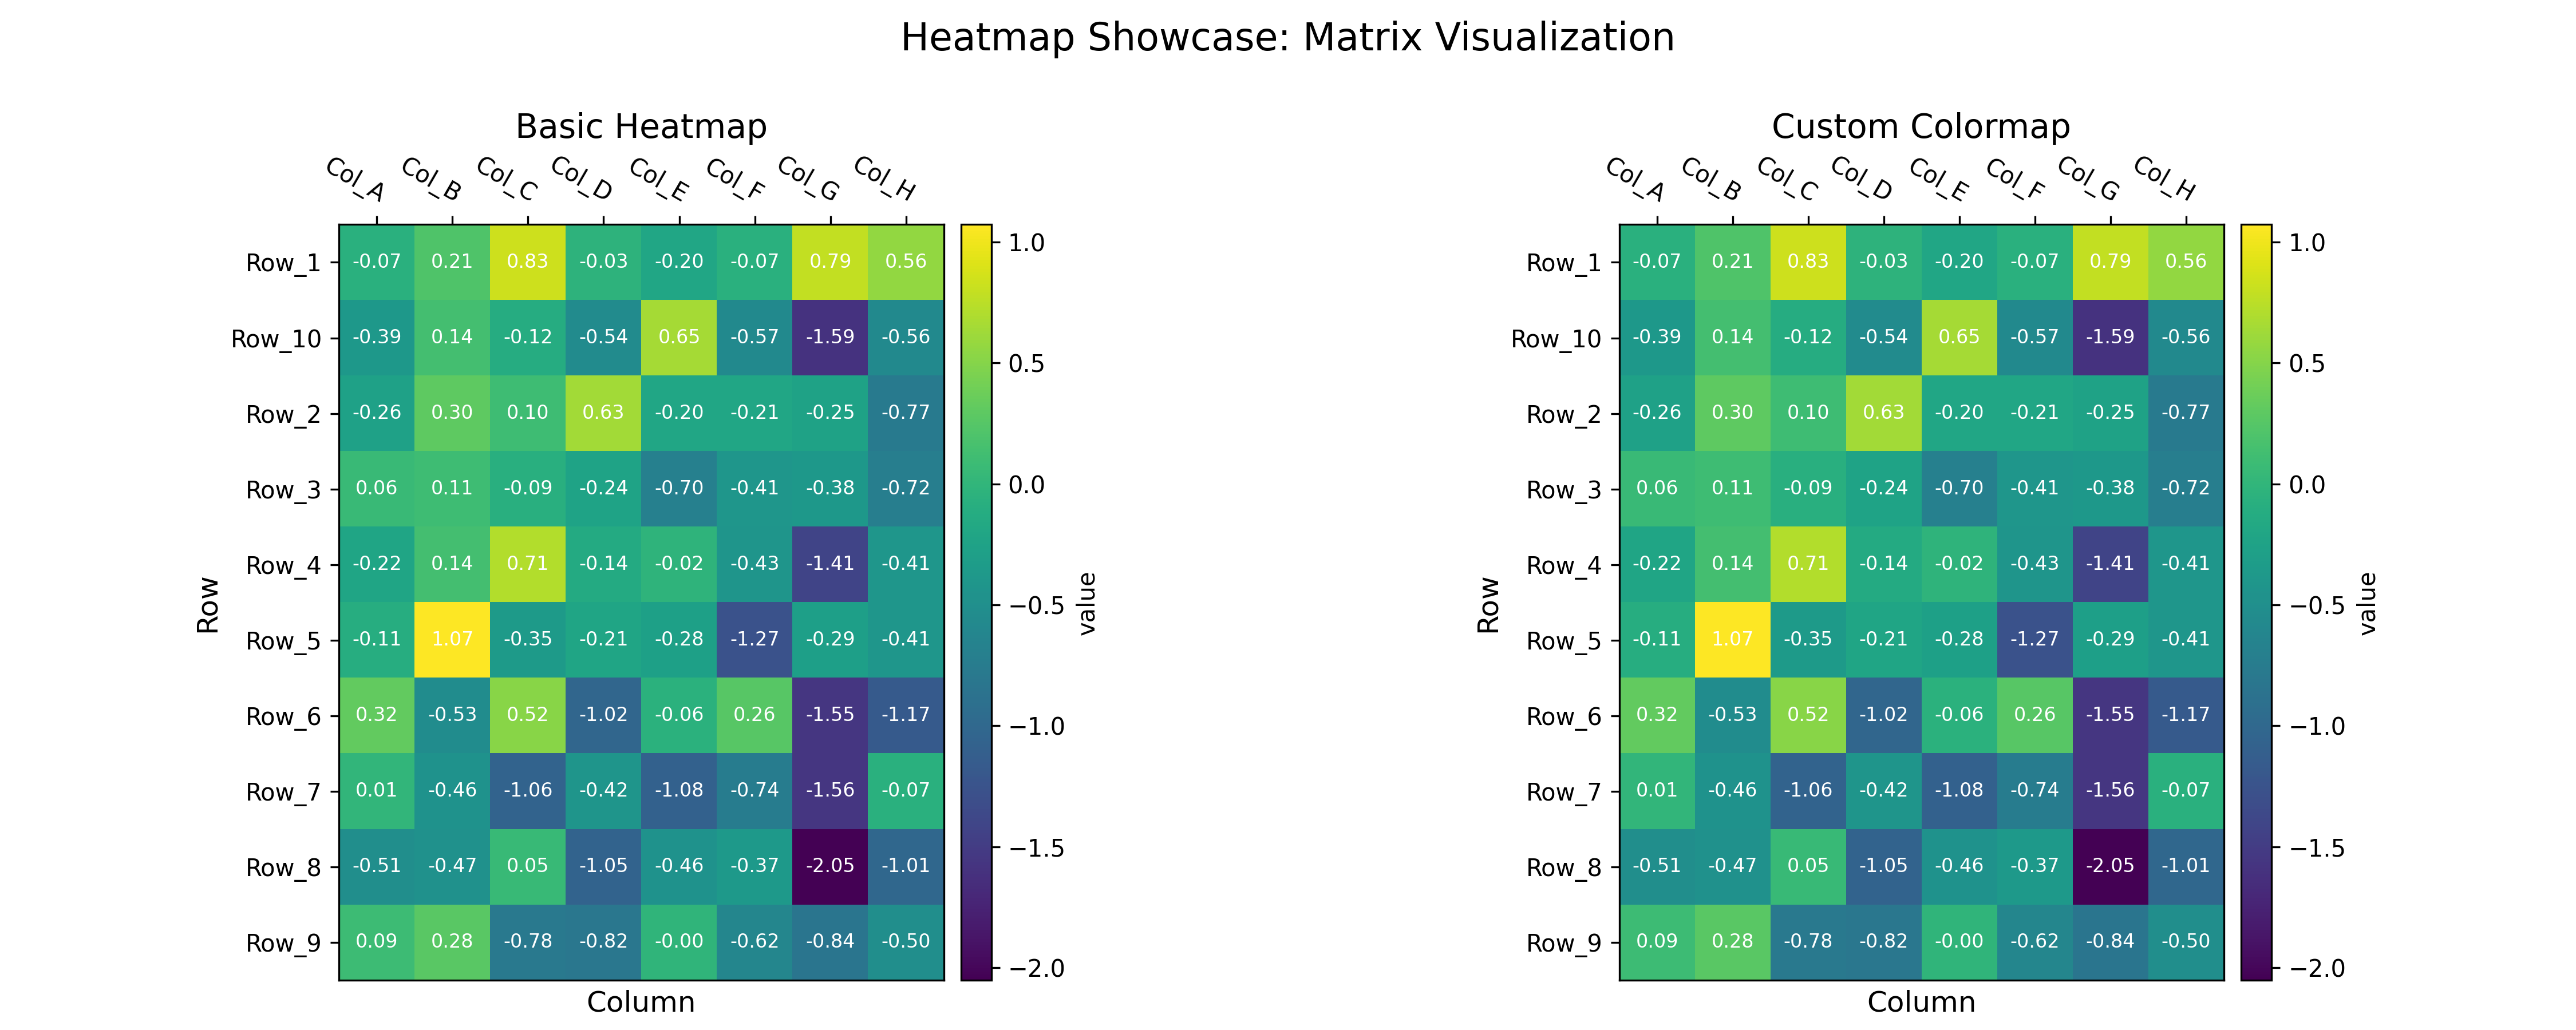 Heatmap Showcase: Matrix Visualization
Basic Heatmap
Col_A Col_B Col_C Col_D Col_E Col_F Col_G Col_H
Row_1 -0.07 0.21 0.83 -0.03 -0.20 -0.07 0.79 0.56
Row_10 -0.39 0.14 -0.12 -0.54 0.65 -0.57 -1.59 -0.56
Row_2 -0.26 0.30 0.10 0.63 -0.20 -0.21 -0.25 -0.77
Row_3 0.06 0.11 -0.09 -0.24 -0.70 -0.41 -0.38 -0.72
Row_4 -0.22 0.14 0.71 -0.14 -0.02 -0.43 -1.41 -0.41
Row_5 -0.11 1.07 -0.35 -0.21 -0.28 -1.27 -0.29 -0.41
Row_6 0.32 -0.53 0.52 -1.02 -0.06 0.26 -1.55 -1.17
Row_7 0.01 -0.46 -1.06 -0.42 -1.08 -0.74 -1.56 -0.07
Row_8 -0.51 -0.47 0.05 -1.05 -0.46 -0.37 -2.05 -1.01
Row_9 0.09 0.28 -0.78 -0.82 -0.00 -0.62 -0.84 -0.50
Row
Column
1.0
0.5
0.0
−0.5
−1.0
−1.5
−2.0
value
Custom Colormap
Col_A Col_B Col_C Col_D Col_E Col_F Col_G Col_H
Row_1 -0.07 0.21 0.83 -0.03 -0.20 -0.07 0.79 0.56
Row_10 -0.39 0.14 -0.12 -0.54 0.65 -0.57 -1.59 -0.56
Row_2 -0.26 0.30 0.10 0.63 -0.20 -0.21 -0.25 -0.77
Row_3 0.06 0.11 -0.09 -0.24 -0.70 -0.41 -0.38 -0.72
Row_4 -0.22 0.14 0.71 -0.14 -0.02 -0.43 -1.41 -0.41
Row_5 -0.11 1.07 -0.35 -0.21 -0.28 -1.27 -0.29 -0.41
Row_6 0.32 -0.53 0.52 -1.02 -0.06 0.26 -1.55 -1.17
Row_7 0.01 -0.46 -1.06 -0.42 -1.08 -0.74 -1.56 -0.07
Row_8 -0.51 -0.47 0.05 -1.05 -0.46 -0.37 -2.05 -1.01
Row_9 0.09 0.28 -0.78 -0.82 -0.00 -0.62 -0.84 -0.50
Row
Column
1.0
0.5
0.0
−0.5
−1.0
−1.5
−2.0
value